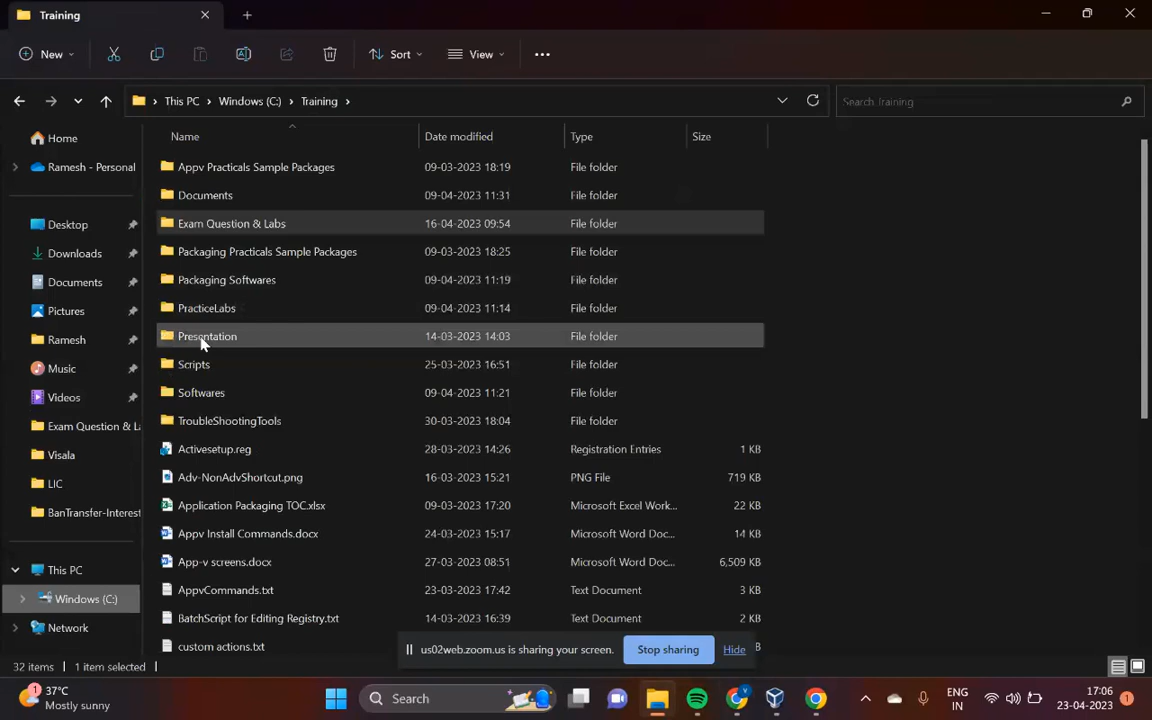 Training
New
Sort
View
This PC > Windows (C:) > Training >
Search Training
Name Date modified Type Size
Home
Ramesh - Personal
Desktop
Downloads
Documents
Pictures
Ramesh
Music
Videos
Exam Question & La
Visala
LIC
BanTransfer-Interest
This PC
Windows (C:)
Network
Appv Practicals Sample Packages 09-03-2023 18:19 File folder
Documents 09-04-2023 11:31 File folder
Exam Question & Labs 16-04-2023 09:54 File folder
Packaging Practicals Sample Packages 09-03-2023 18:25 File folder
Packaging Softwares 09-04-2023 11:19 File folder
PracticeLabs 09-04-2023 11:14 File folder
Presentation 14-03-2023 14:03 File folder
Scripts 25-03-2023 16:51 File folder
Softwares 09-04-2023 11:21 File folder
TroubleShootingTools 30-03-2023 18:04 File folder
Activesetup.reg 28-03-2023 14:26 Registration Entries 1 KB
Adv-NonAdvShortcut.png 16-03-2023 15:21 PNG File 719 KB
Application Packaging TOC.xlsx 09-03-2023 17:20 Microsoft Excel Work... 22 KB
Appv Install Commands.docx 24-03-2023 15:17 Microsoft Word Doc... 14 KB
App-v screens.docx 27-03-2023 08:51 Microsoft Word Doc... 6,509 KB
AppvCommands.txt 23-03-2023 17:42 Text Document 3 KB
BatchScript for Editing Registry.txt 14-03-2023 16:39 Text Document 2 KB
custom actions.txt
us02web.zoom.us is sharing your screen. Stop sharing Hide
32 items 1 item selected
1
37°C
Mostly sunny
Search
V
ENG
IN
17:06
23-04-2023
1